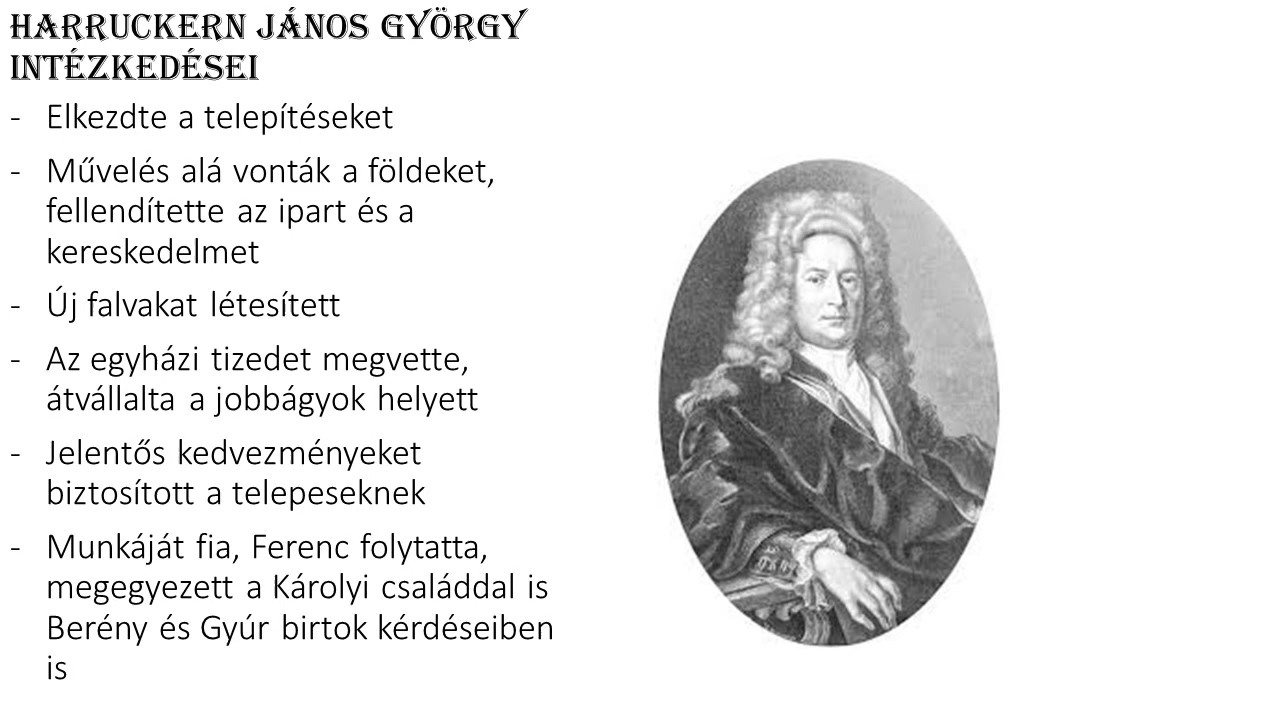 HARRUCKERN JÁNOS GYÖRGY
INTÉZKEDÉSEI
- Elkezdte a telepítéseket
- Művelés alá vonták a földeket,
fellendítette az ipart és a
kereskedelmet
- Új falvakat létesített
- Az egyházi tizedet megvette,
átvállalta a jobbágyok helyett
- Jelentős kedvezményeket
biztosított a telepeseknek
- Munkáját fia, Ferenc folytatta,
megegyezett a Károlyi családdal is
Berény és Gyúr birtok kérdéseiben
is